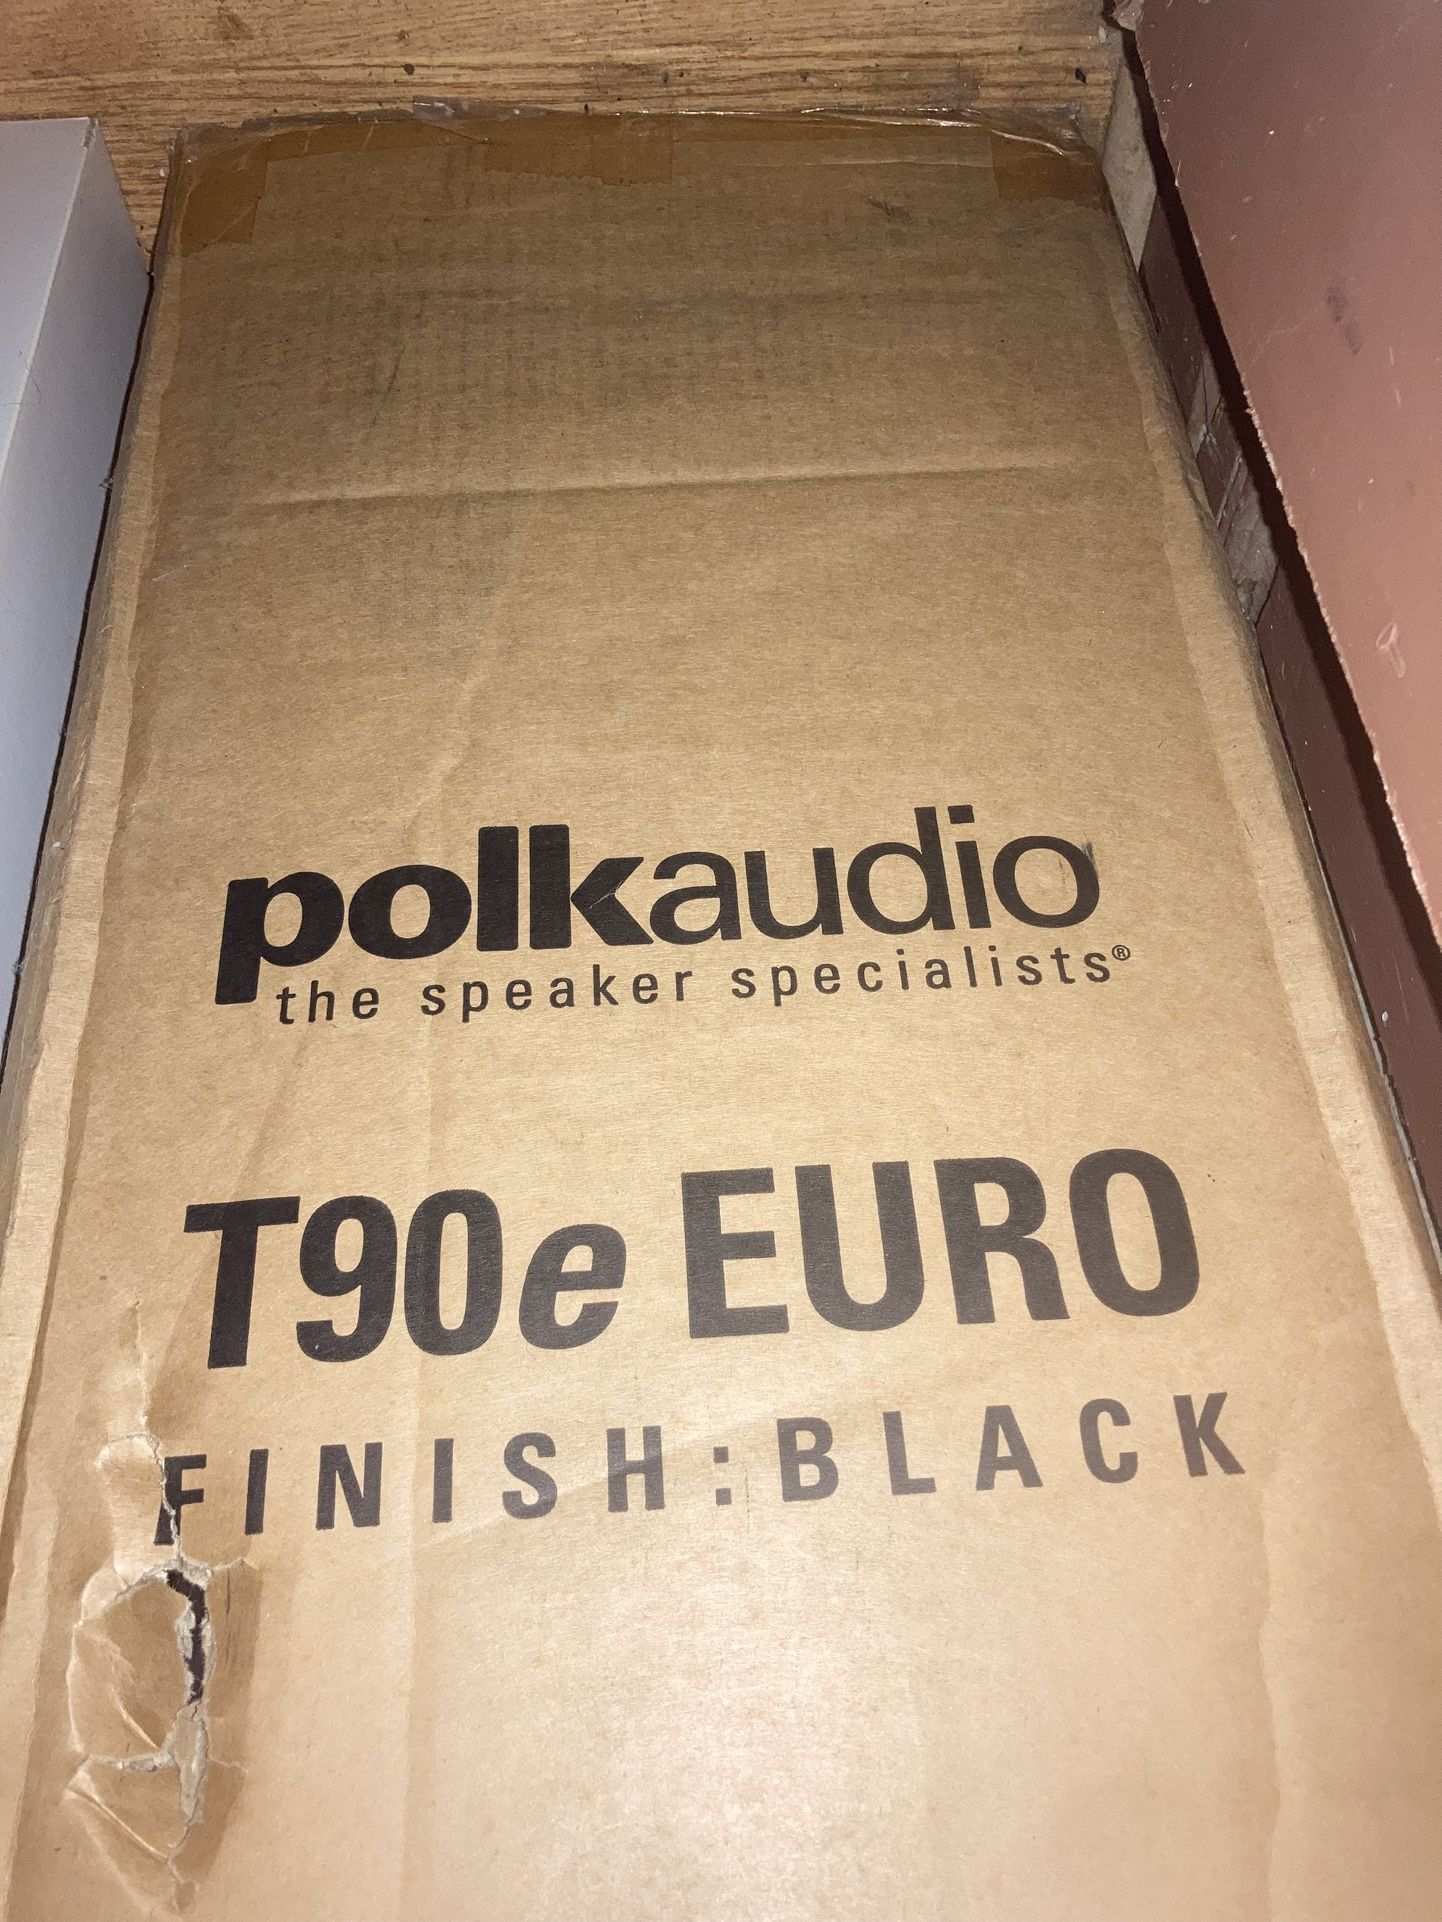 polkaudio
the speaker specialists®
T90e EURO
FINISH:BLACK